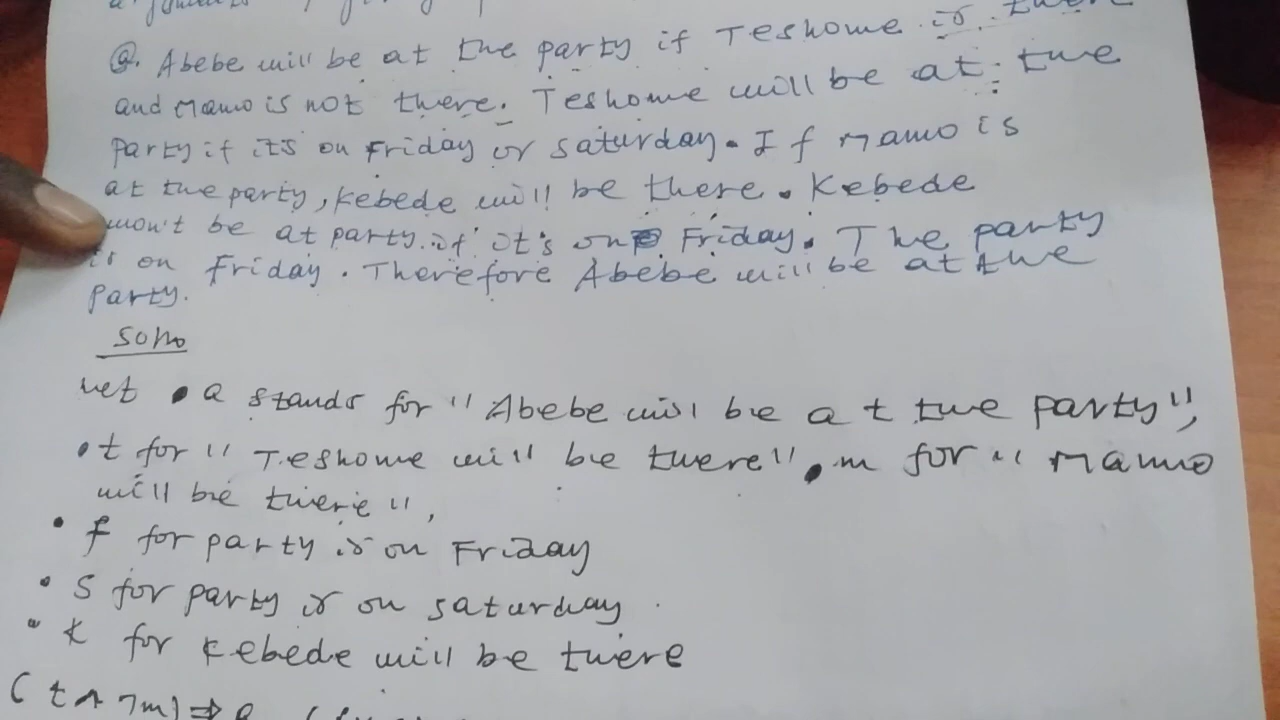 Q. Abebe will be at the party if Teshome is there
and Mamo is not there. Teshome will be at the
party if it's on Friday or saturday. If Mamo is
at the party, Kebede will be there. Kebede
won't be at party if it's on Friday. The party
is on Friday. Therefore Abebe will be at the
party.
Soln
Let • a stands for "Abebe will be at the party",
• t for "Teshome will be there", • m for "Mamo
will be there",
• f for party is on Friday
• S for party is on saturday
• k for Kebede will be there
(t ∧ ¬m) ⇒ a